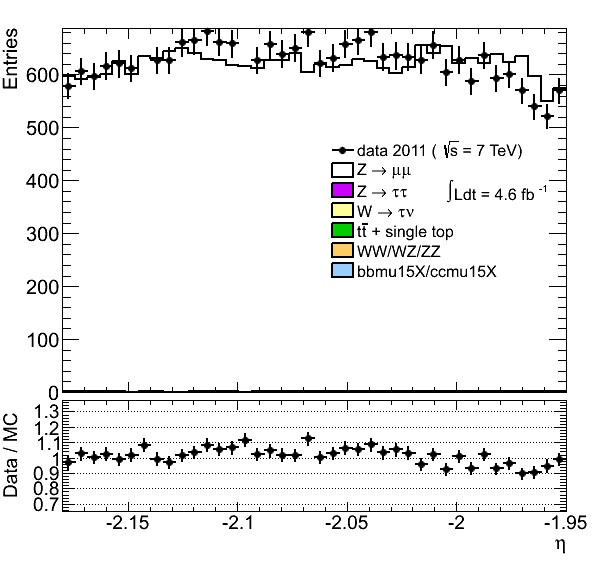 Entries
600
500
400
300
200
100
0
data 2011 ( √s = 7 TeV)
Z → μμ
Z → ττ
∫Ldt = 4.6 fb⁻¹
W → τν
tt̄ + single top
WW/WZ/ZZ
bbmu15X/ccmu15X
Data / MC
1.3
1.2
1.1
1
0.9
0.8
0.7
-2.15 -2.1 -2.05 -2 -1.95
η